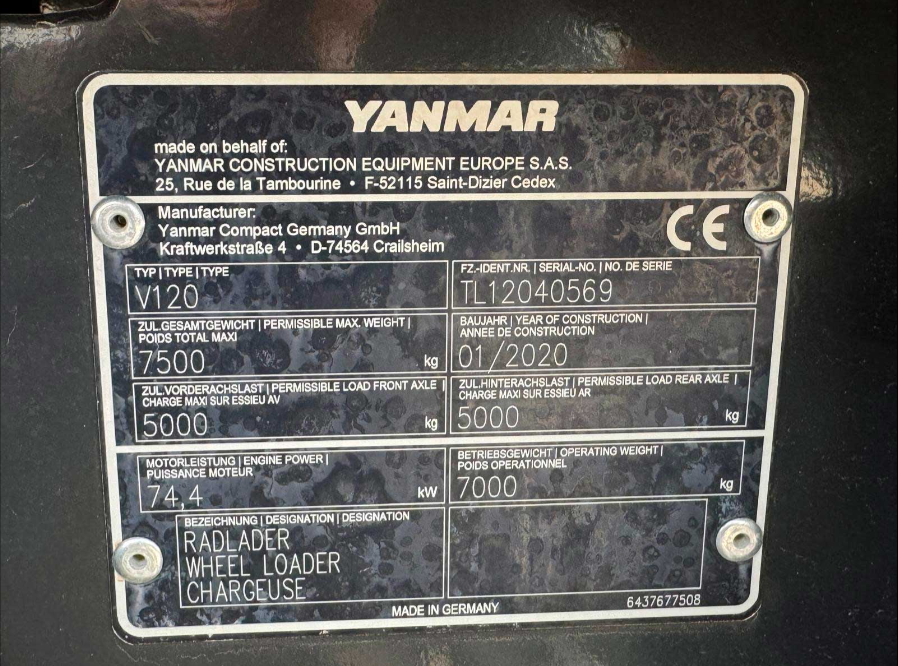 YANMAR
made on behalf of:
YANMAR CONSTRUCTION EQUIPMENT EUROPE S.A.S.
25, Rue de la Tambourine • F-52115 Saint-Dizier Cedex
Manufacturer:
Yanmar Compact Germany GmbH
Kraftwerkstraße 4 • D-74564 Crailsheim
CE
TYP | TYPE | TYPE
V120
FZ.-IDENT.NR. | SERIAL-NO. | NO. DE SERIE
TL12040569
ZUL.GESAMTGEWICHT | PERMISSIBLE MAX. WEIGHT |
POIDS TOTAL MAXI
7500 kg
BAUJAHR | YEAR OF CONSTRUCTION |
ANNEE DE CONSTRUCTION
01/2020
ZUL.VORDERACHSLAST | PERMISSIBLE LOAD FRONT AXLE |
CHARGE MAXI SUR ESSIEU AV
5000 kg
ZUL.HINTERACHSLAST | PERMISSIBLE LOAD REAR AXLE |
CHARGE MAXI SUR ESSIEU AR
5000 kg
MOTORLEISTUNG | ENGINE POWER |
PUISSANCE MOTEUR
74,4 kW
BETRIEBSGEWICHT | OPERATING WEIGHT |
POIDS OPERATIONNEL
7000 kg
BEZEICHNUNG | DESIGNATION | DESIGNATION
RADLADER
WHEEL LOADER
CHARGEUSE
MADE IN GERMANY
6437677508